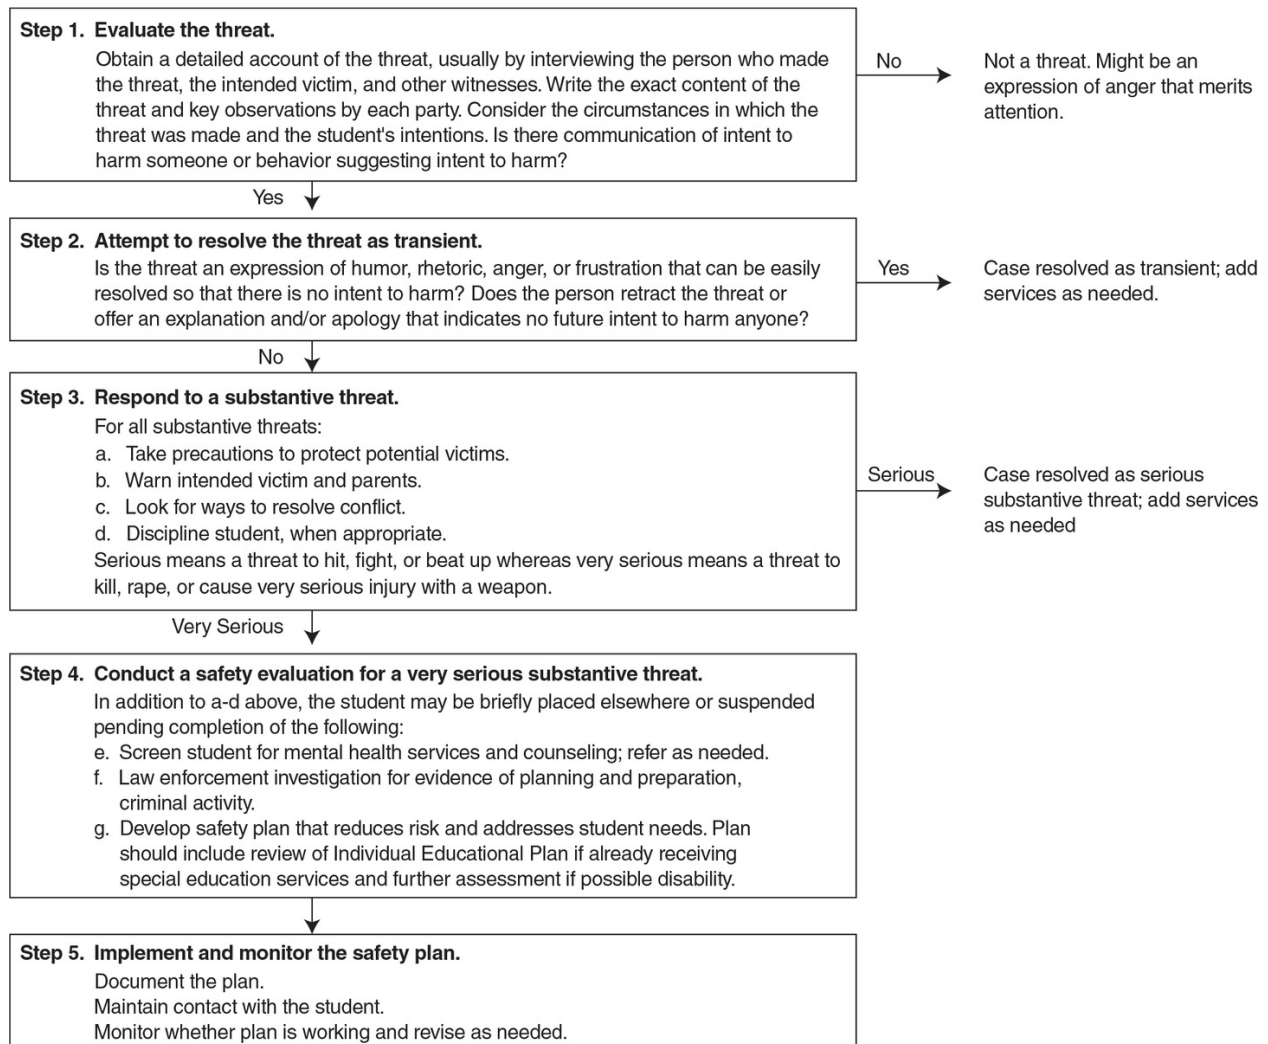 Step 1. Evaluate the threat.
Obtain a detailed account of the threat, usually by interviewing the person who made
the threat, the intended victim, and other witnesses. Write the exact content of the
threat and key observations by each party. Consider the circumstances in which the
threat was made and the student's intentions. Is there communication of intent to
harm someone or behavior suggesting intent to harm?
No
Not a threat. Might be an
expression of anger that merits
attention.
Yes
Step 2. Attempt to resolve the threat as transient.
Is the threat an expression of humor, rhetoric, anger, or frustration that can be easily
resolved so that there is no intent to harm? Does the person retract the threat or
offer an explanation and/or apology that indicates no future intent to harm anyone?
Yes
Case resolved as transient; add
services as needed.
No
Step 3. Respond to a substantive threat.
For all substantive threats:
a. Take precautions to protect potential victims.
b. Warn intended victim and parents.
c. Look for ways to resolve conflict.
d. Discipline student, when appropriate.
Serious means a threat to hit, fight, or beat up whereas very serious means a threat to
kill, rape, or cause very serious injury with a weapon.
Serious
Case resolved as serious
substantive threat; add services
as needed
Very Serious
Step 4. Conduct a safety evaluation for a very serious substantive threat.
In addition to a-d above, the student may be briefly placed elsewhere or suspended
pending completion of the following:
e. Screen student for mental health services and counseling; refer as needed.
f. Law enforcement investigation for evidence of planning and preparation,
criminal activity.
g. Develop safety plan that reduces risk and addresses student needs. Plan
should include review of Individual Educational Plan if already receiving
special education services and further assessment if possible disability.
Step 5. Implement and monitor the safety plan.
Document the plan.
Maintain contact with the student.
Monitor whether plan is working and revise as needed.